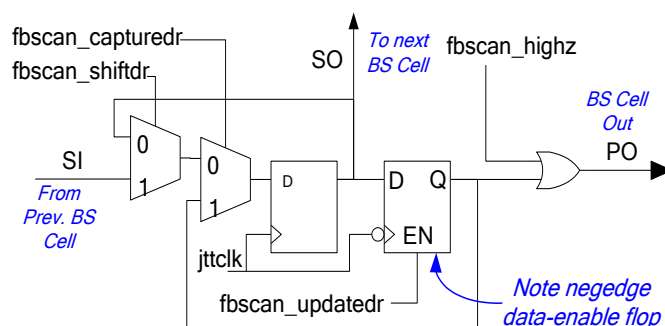 fbscan_capturedr
fbscan_shiftdr
SO
To next
BS Cell
fbscan_highz
BS Cell
Out
PO
SI
From
Prev. BS
Cell
0
1
0
1
D
D
Q
EN
jttclk
fbscan_updatedr
Note negedge
data-enable flop